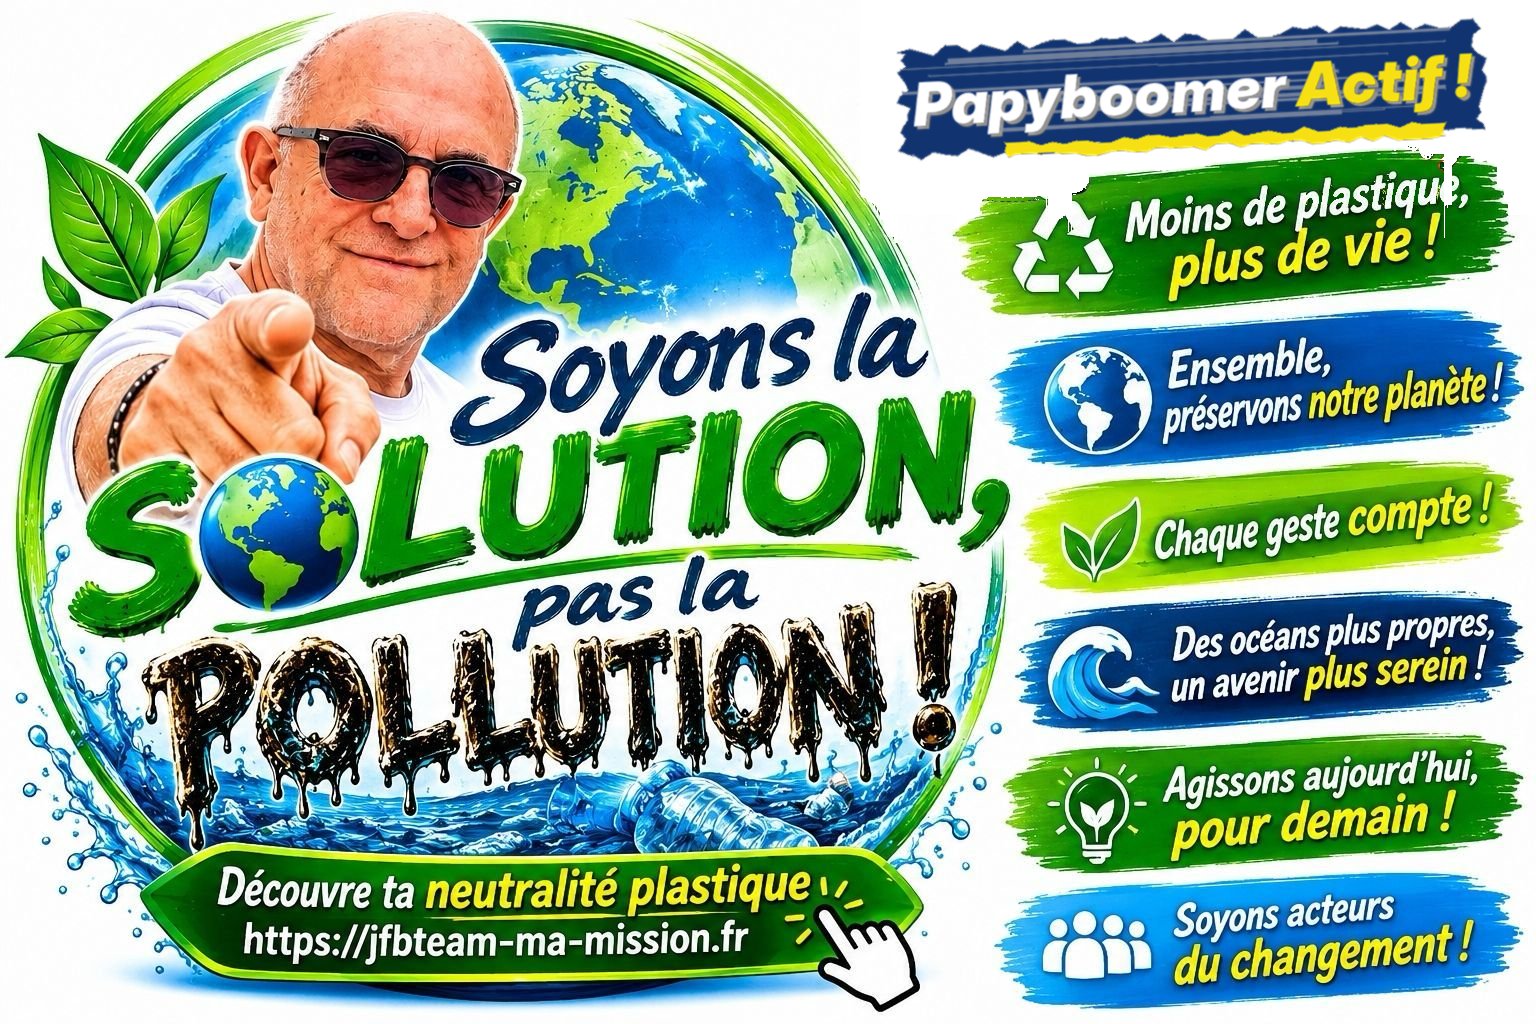 Papyboomer Actif !
Soyons la
SOLUTION,
pas la
POLLUTION !
Découvre ta neutralité plastique
https://jfbteam-ma-mission.fr
Moins de plastique,
plus de vie !
Ensemble,
préservons notre planète !
Chaque geste compte !
Des océans plus propres,
un avenir plus serein !
Agissons aujourd'hui,
pour demain !
Soyons acteurs
du changement !